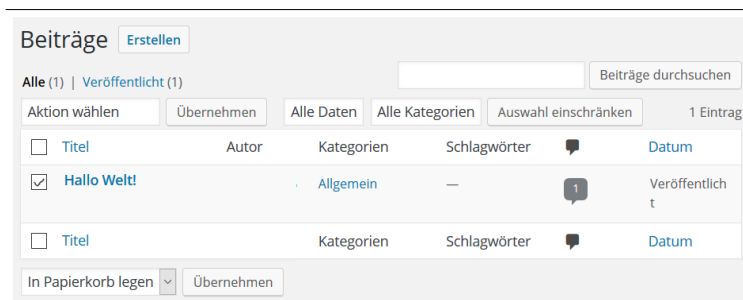 Beiträge Erstellen
Alle (1) | Veröffentlicht (1) Beiträge durchsuchen
Aktion wählen Übernehmen Alle Daten Alle Kategorien Auswahl einschränken 1 Eintrag
Titel Autor Kategorien Schlagwörter Datum
Hallo Welt! Allgemein — 1 Veröffentlich
t
Titel Kategorien Schlagwörter Datum
In Papierkorb legen Übernehmen